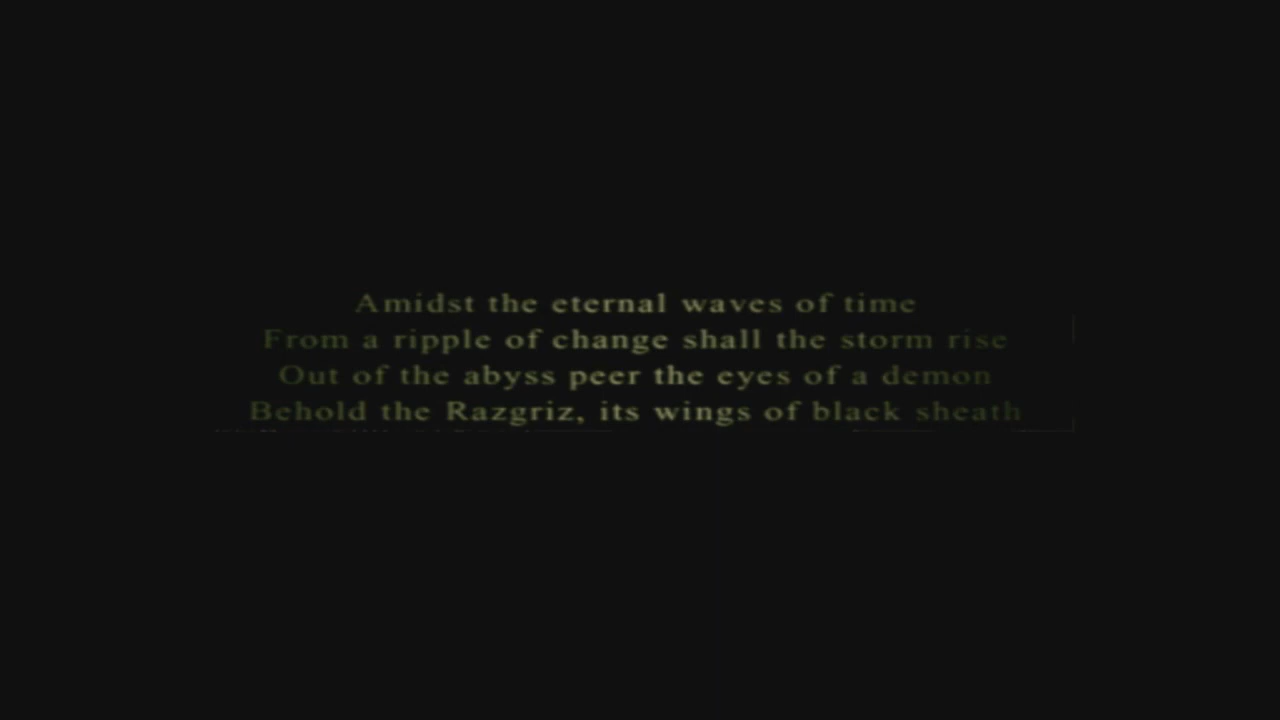 Amidst the eternal waves of time
From a ripple of change shall the storm rise
Out of the abyss peer the eyes of a demon
Behold the Razgriz, its wings of black sheath